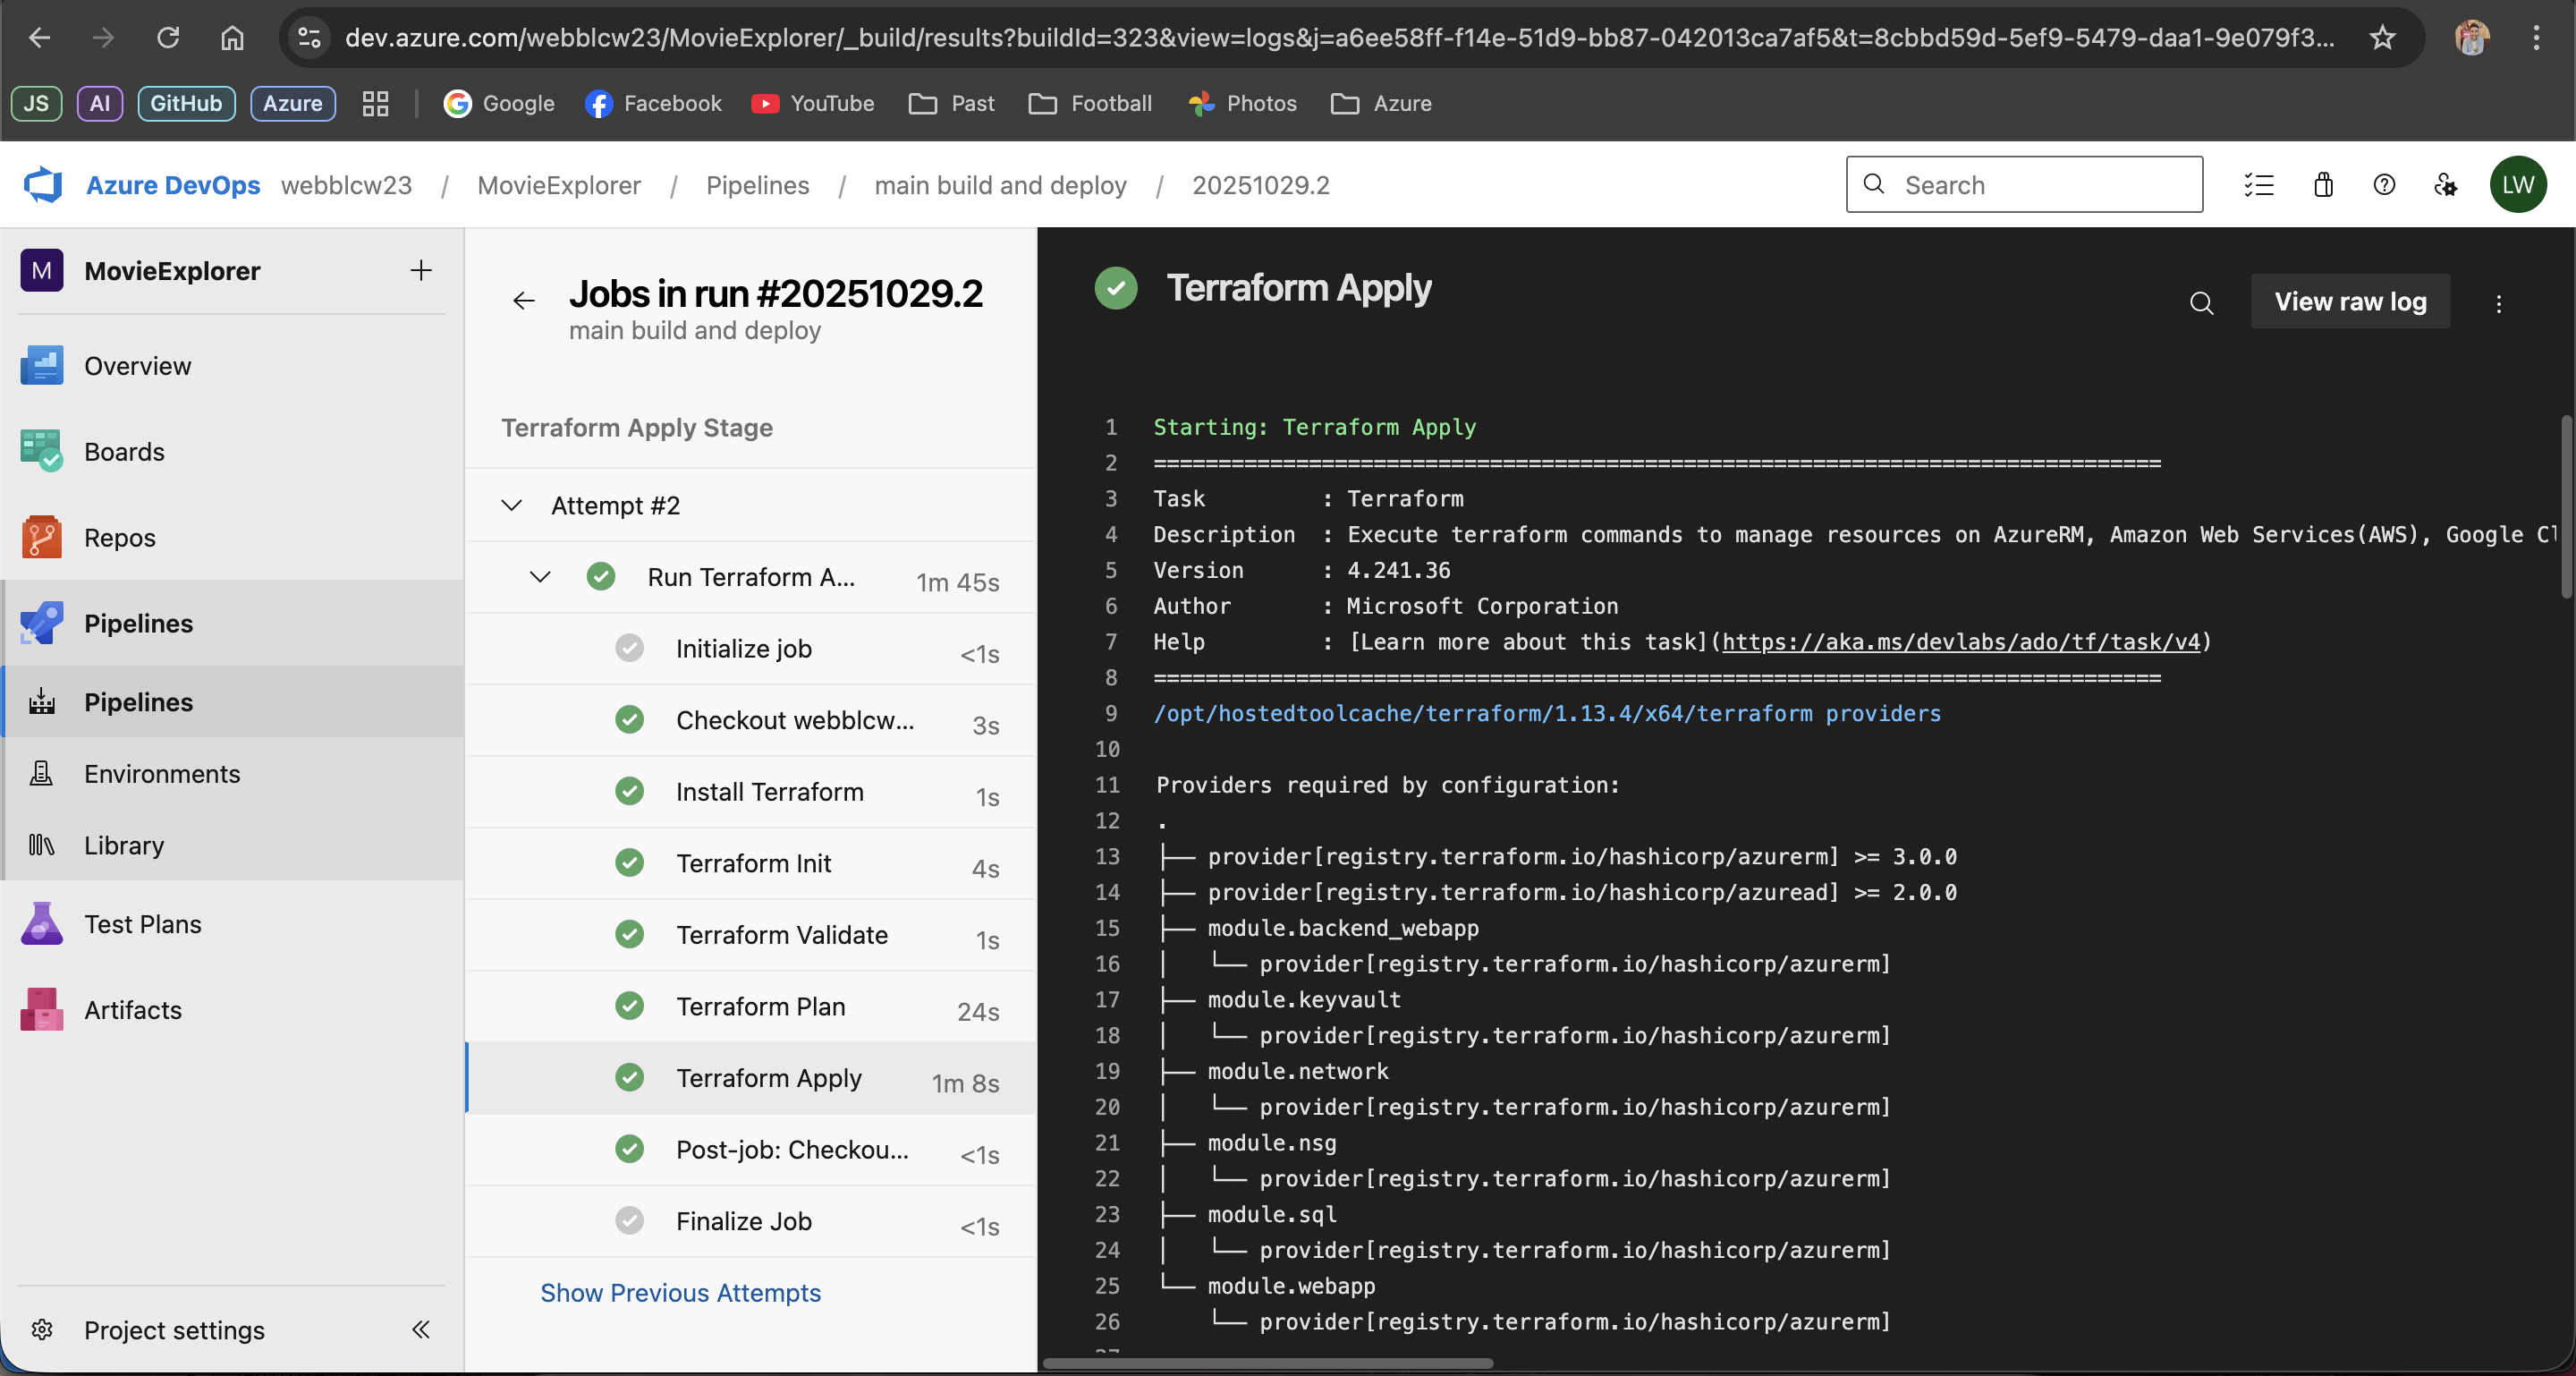 dev.azure.com/webblcw23/MovieExplorer/_build/results?buildId=323&view=logs&j=a6ee58ff-f14e-51d9-bb87-042013ca7af5&t=8cbbd59d-5ef9-5479-daa1-9e079f3...
JS AI GitHub Azure Google Facebook YouTube Past Football Photos Azure
Azure DevOps webblcw23 / MovieExplorer / Pipelines / main build and deploy / 20251029.2 Search LW
M MovieExplorer
Overview
Boards
Repos
Pipelines
Pipelines
Environments
Library
Test Plans
Artifacts
Project settings
Jobs in run #20251029.2
main build and deploy
Terraform Apply Stage
Attempt #2
Run Terraform A... 1m 45s
Initialize job <1s
Checkout webblcw... 3s
Install Terraform 1s
Terraform Init 4s
Terraform Validate 1s
Terraform Plan 24s
Terraform Apply 1m 8s
Post-job: Checkou... <1s
Finalize Job <1s
Show Previous Attempts
Terraform Apply
View raw log
1 Starting: Terraform Apply
2 ==============================================================================
3 Task : Terraform
4 Description : Execute terraform commands to manage resources on AzureRM, Amazon Web Services(AWS), Google
5 Version : 4.241.36
6 Author : Microsoft Corporation
7 Help : [Learn more about this task](https://aka.ms/devlabs/ado/tf/task/v4)
8 ==============================================================================
9 /opt/hostedtoolcache/terraform/1.13.4/x64/terraform providers
10
11 Providers required by configuration:
12 .
13 ├── provider[registry.terraform.io/hashicorp/azurerm] >= 3.0.0
14 ├── provider[registry.terraform.io/hashicorp/azuread] >= 2.0.0
15 ├── module.backend_webapp
16 │   └── provider[registry.terraform.io/hashicorp/azurerm]
17 ├── module.keyvault
18 │   └── provider[registry.terraform.io/hashicorp/azurerm]
19 ├── module.network
20 │   └── provider[registry.terraform.io/hashicorp/azurerm]
21 ├── module.nsg
22 │   └── provider[registry.terraform.io/hashicorp/azurerm]
23 ├── module.sql
24 │   └── provider[registry.terraform.io/hashicorp/azurerm]
25 └── module.webapp
26     └── provider[registry.terraform.io/hashicorp/azurerm]